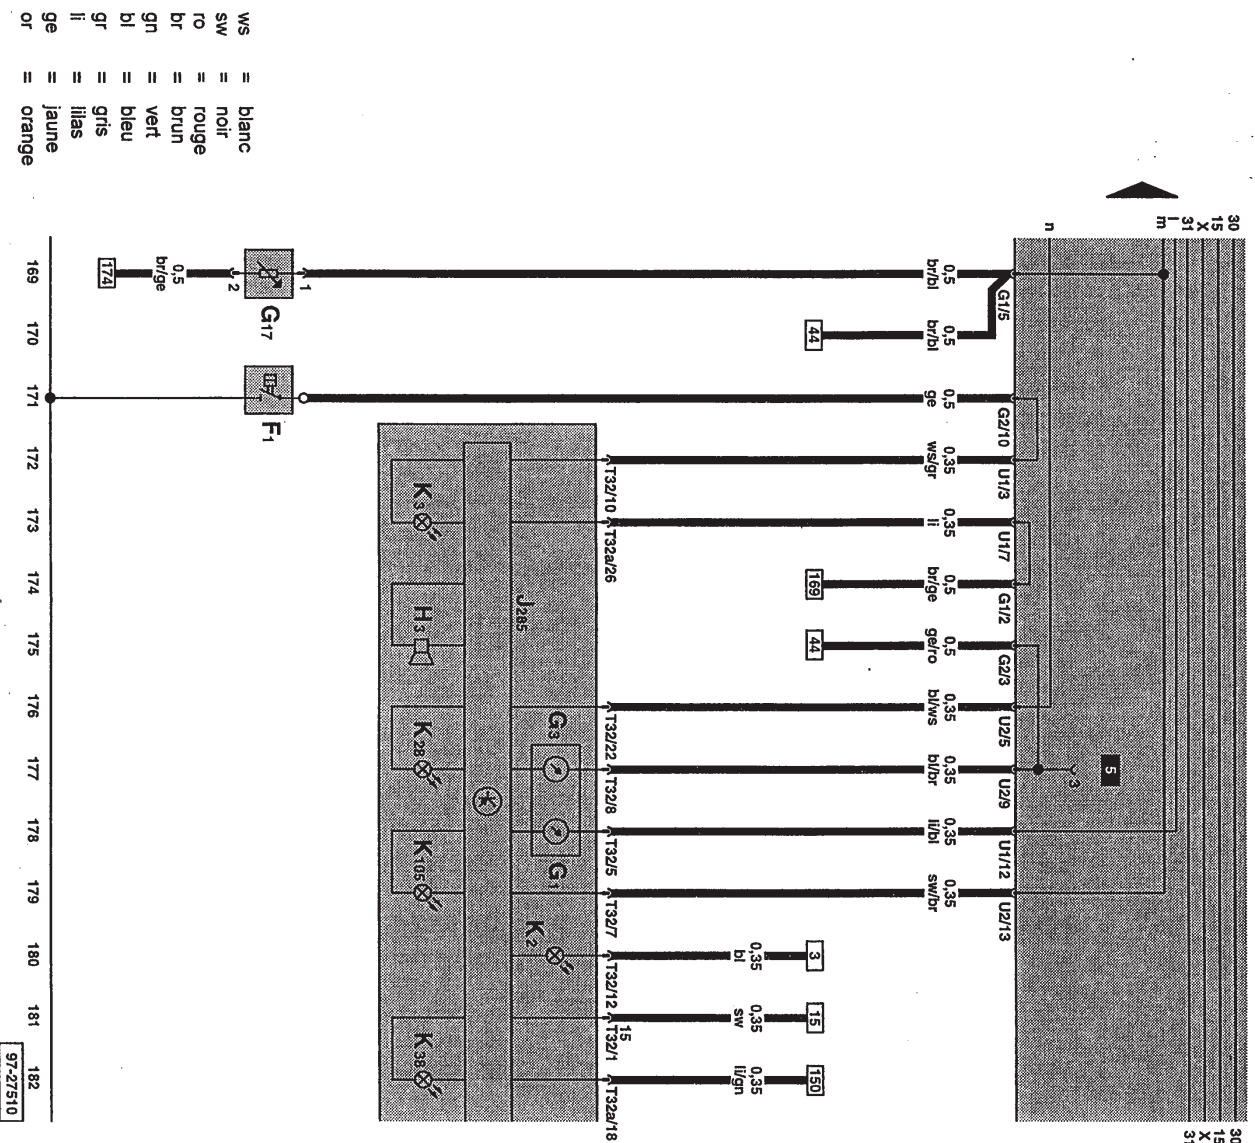 ws = blanc
sw = noir
ro = rouge
br = brun
gn = vert
bl = bleu
gr = gris
li = lilas
ge = jaune
or = orange
30
15
X
31
l
m
n
30
15
X
31
5
3
G1/5
G2/10
U1/3
U1/7
G1/2
G2/3
U2/5
U2/9
U1/12
U2/13
0,5
br/bl
0,5
br/bl
0,5
ge
0,35
ws/gr
0,35
li
0,5
br/ge
0,5
ge/ro
0,35
bl/ws
0,35
bl/br
0,35
li/bl
0,35
sw/br
44
169
44
3
15
150
0,35
bl
0,35
sw
0,35
li/gn
T32/10
T32a/26
T32/22
T32/8
T32/5
T32/7
T32/12
15
T32/1
T32a/18
J285
G3
G1
K2
K3
H3
K28
K105
K38
1
G17
2
F1
0,5
br/ge
174
169 170 171 172 173 174 175 176 177 178 179 180 181 182
97-27510